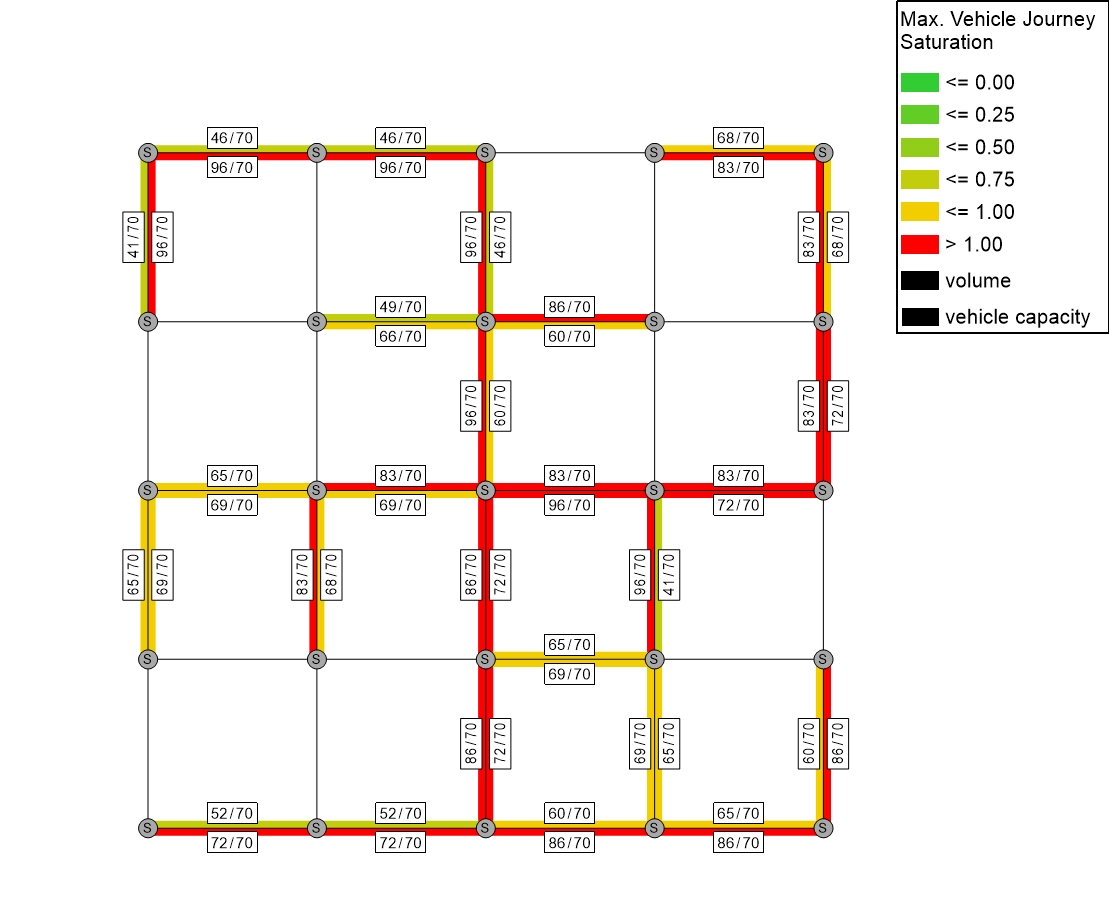 Max. Vehicle Journey
Saturation
<= 0.00
<= 0.25
<= 0.50
<= 0.75
<= 1.00
> 1.00
volume
vehicle capacity
46/70
46/70
68/70
S
S
S
S
S
96/70
96/70
83/70
41/70
96/70
96/70
46/70
83/70
68/70
49/70
86/70
S
S
S
S
S
66/70
60/70
96/70
60/70
83/70
72/70
65/70
83/70
83/70
83/70
S
S
S
S
S
69/70
69/70
96/70
72/70
65/70
69/70
83/70
68/70
86/70
72/70
96/70
41/70
65/70
S
S
S
S
S
69/70
86/70
72/70
69/70
65/70
60/70
86/70
52/70
52/70
60/70
65/70
S
S
S
S
S
72/70
72/70
86/70
86/70